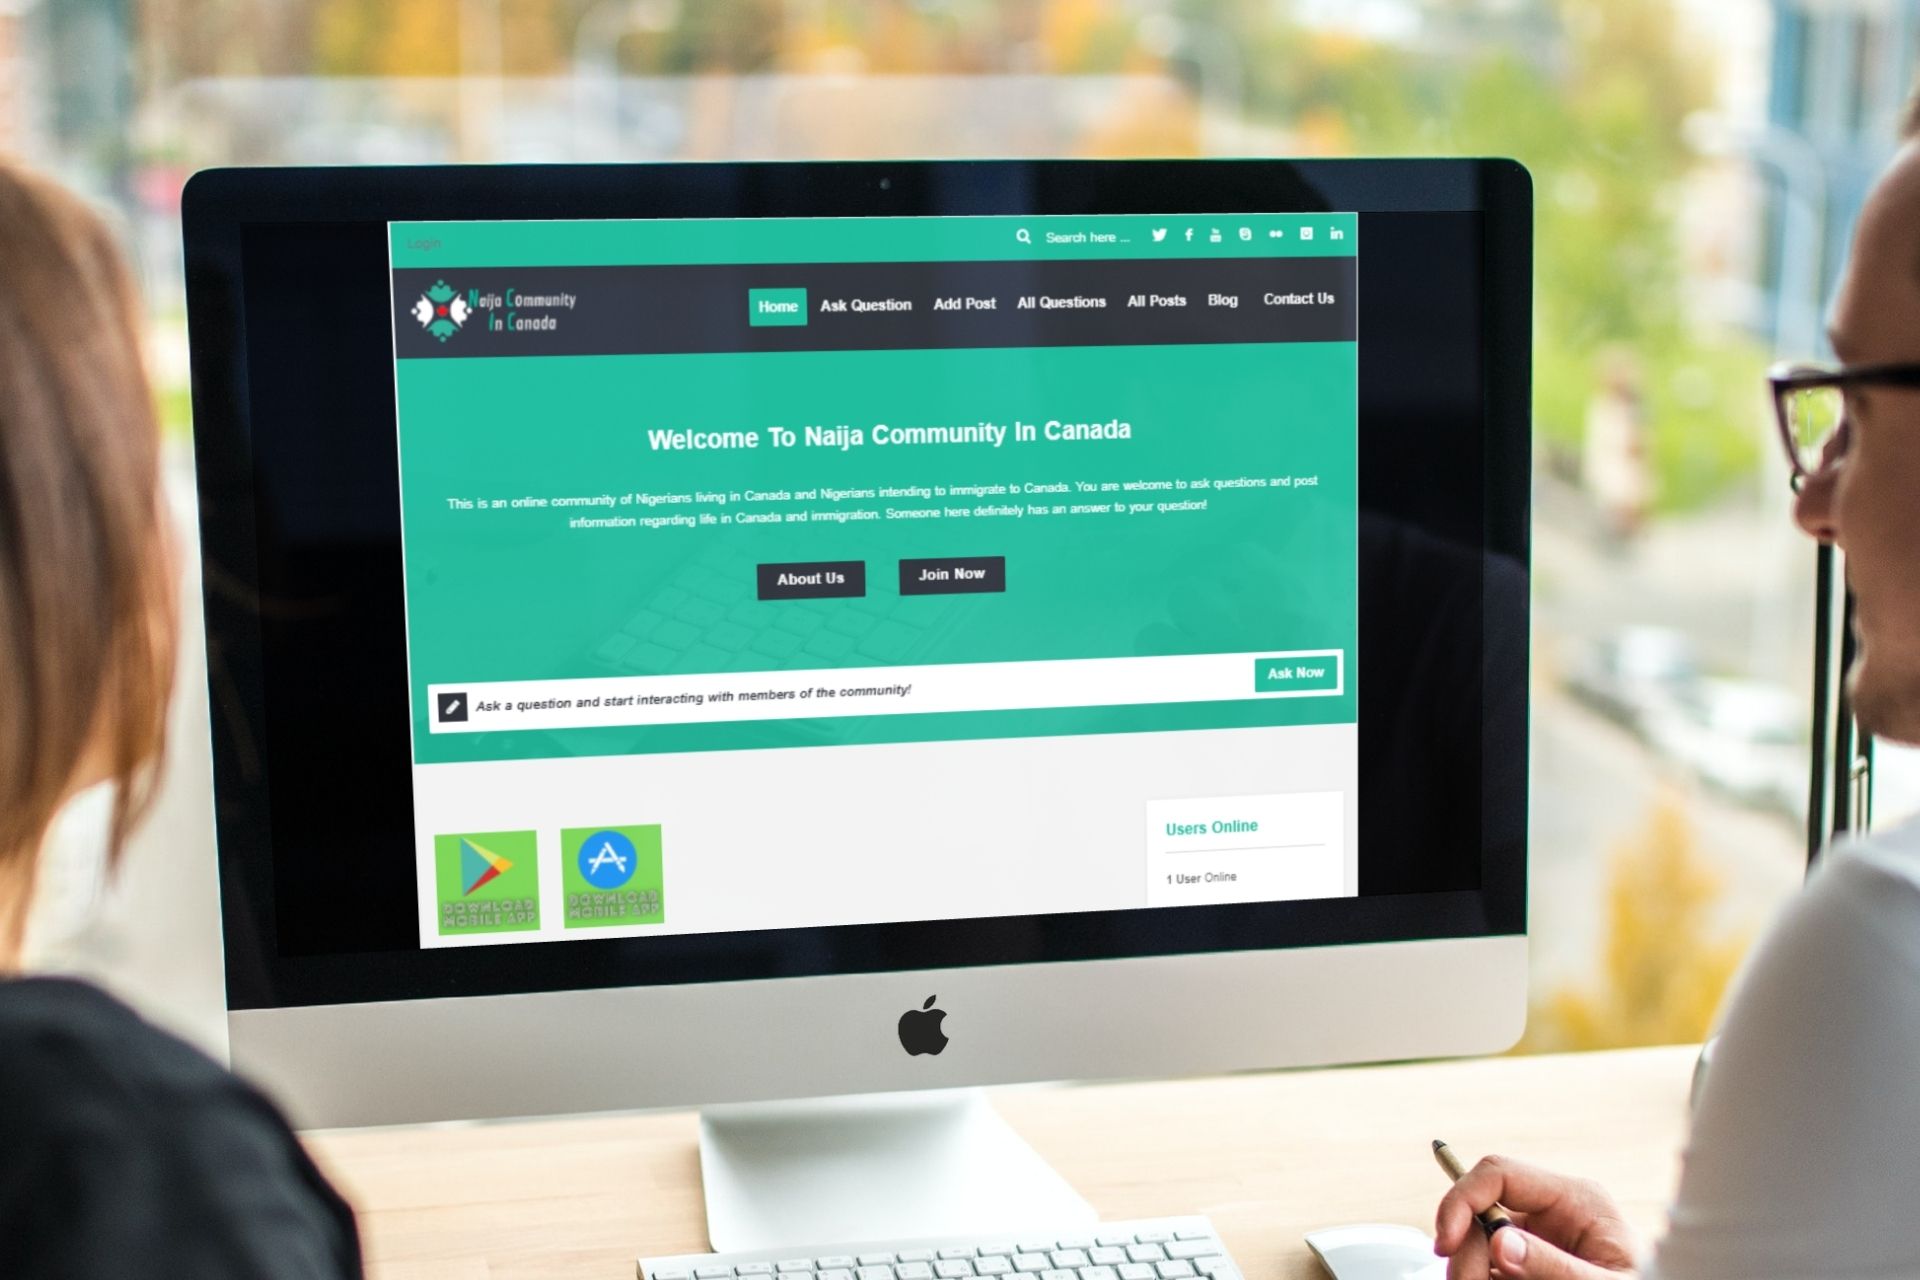 Login
Search here ...
Naija Community
In Canada
Home Ask Question Add Post All Questions All Posts Blog Contact Us
Welcome To Naija Community In Canada
This is an online community of Nigerians living in Canada and Nigerians intending to immigrate to Canada. You are welcome to ask questions and post
information regarding life in Canada and immigration. Someone here definitely has an answer to your question!
About Us Join Now
Ask a question and start interacting with members of the community!
Ask Now
DOWNLOAD
MOBILE APP
DOWNLOAD
MOBILE APP
Users Online
1 User Online